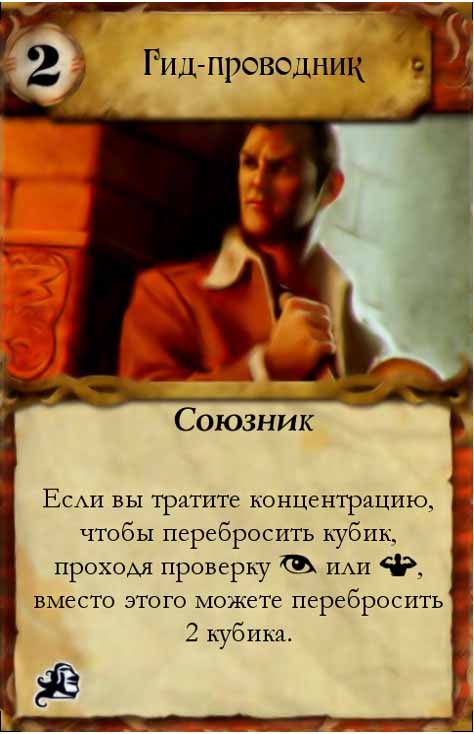 2
Гид-проводник
Союзник
Если вы тратите концентрацию,
чтобы перебросить кубик,
проходя проверку или ,
вместо этого можете перебросить
2 кубика.